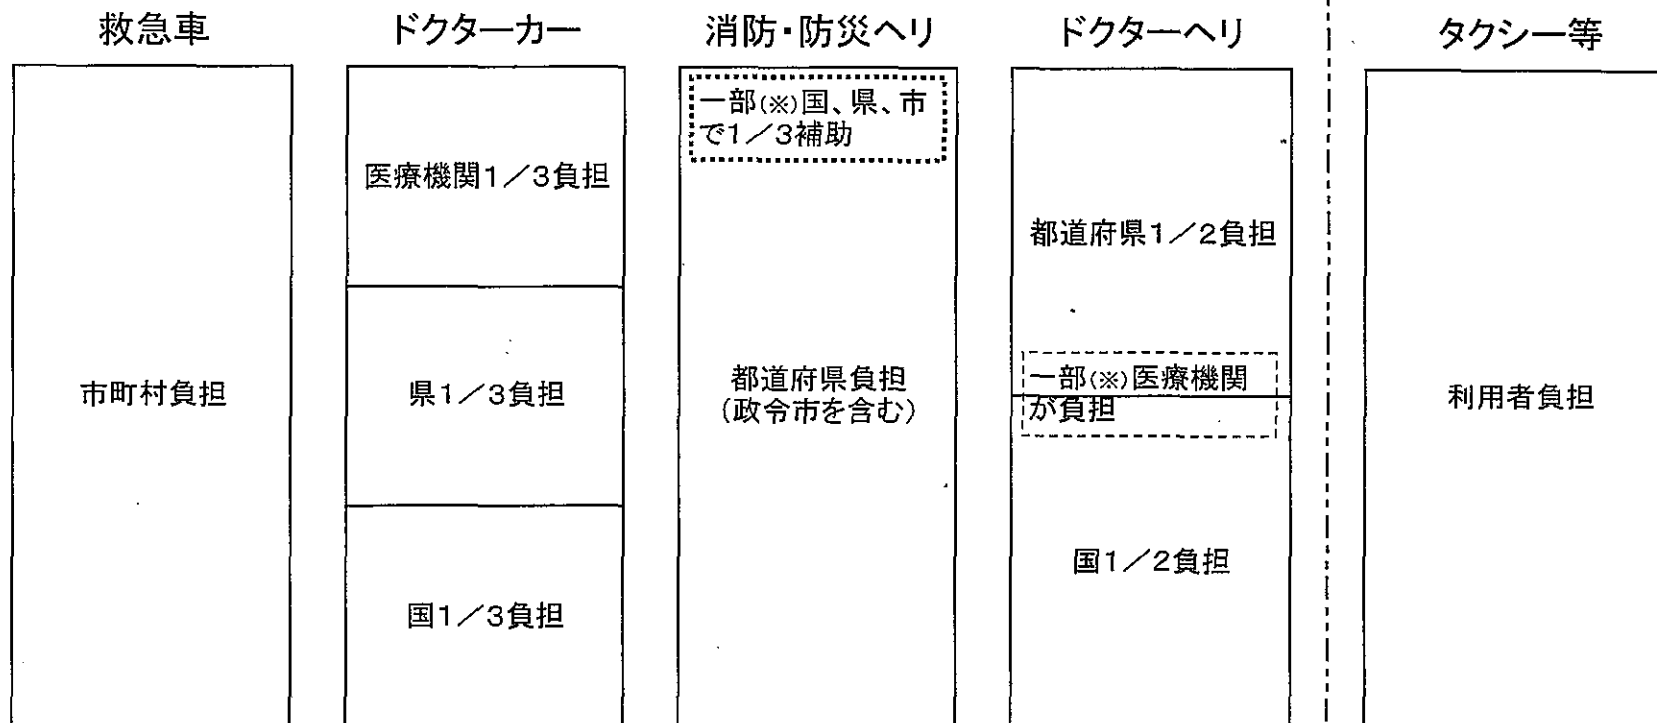 救急車
ドクターカー
消防・防災ヘリ
ドクターヘリ
タクシー等
市町村負担
医療機関1／3負担
県1／3負担
国1／3負担
一部(※)国、県、市
で1／3補助
都道府県負担
(政令市を含む)
都道府県1／2負担
一部(※)医療機関
が負担
国1／2負担
利用者負担